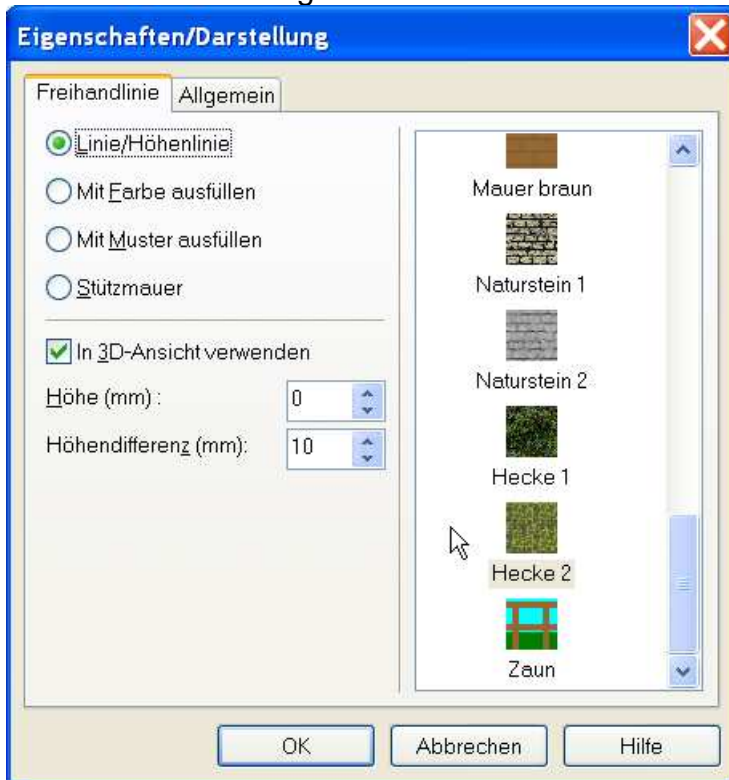 Eigenschaften/Darstellung
Freihandlinie Allgemein
Linie/Höhenlinie
Mit Farbe ausfüllen
Mit Muster ausfüllen
Stützmauer
In 3D-Ansicht verwenden
Höhe (mm) : 0
Höhendifferenz (mm): 10
Mauer braun
Naturstein 1
Naturstein 2
Hecke 1
Hecke 2
Zaun
OK Abbrechen Hilfe